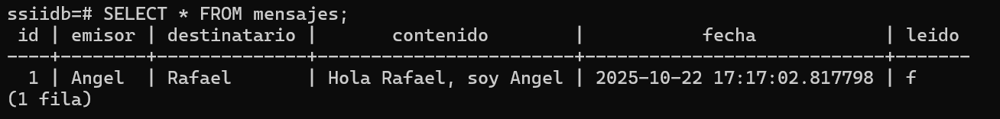 ssiidb=# SELECT * FROM mensajes;
 id | emisor | destinatario |       contenido        |           fecha            | leido
----+--------+--------------+------------------------+----------------------------+-------
  1 | Angel  | Rafael       | Hola Rafael, soy Angel | 2025-10-22 17:17:02.817798 | f
(1 fila)